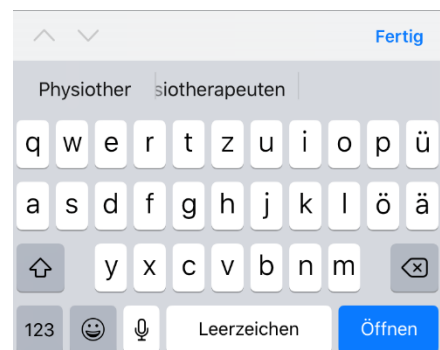 Fertig
Physiother siotherapeuten
q w e r t z u i o p ü
a s d f g h j k l ö ä
y x c v b n m
123 Leerzeichen Öffnen